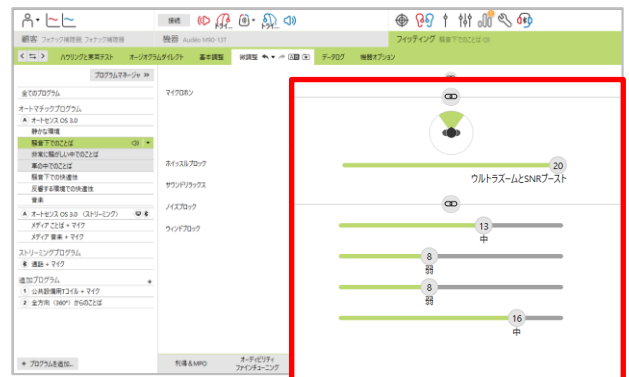 接続
顧客 フォナック補聴器, フォナック補聴器
機器 Audéo M90-13T
フィッティング 騒音下でのことば
ハウリングと実耳テスト オージオグラムダイレクト 基本調整 微調整 データログ 機器オプション
プログラムマネージャ
全てのプログラム
オートマチックプログラム
A オートセンス OS 3.0
静かな環境
騒音下でのことば
非常に騒がしい中でのことば
車の中でのことば
騒音下での快適性
反響する環境での快適性
音楽
A オートセンス OS 3.0 (ストリーミング)
メディアことば + マイク
メディア音楽 + マイク
ストリーミングプログラム
通話 + マイク
追加プログラム +
1 公共設備用Tコイル + マイク
2 全方向 (360°) からのことば
+ プログラムを追加...
マイクロホン
20
ウルトラズームとSNRブースト
ホイッスルブロック
13
中
サウンドリラックス
8
弱
ノイズブロック
8
弱
ウィンドブロック
16
中
利得 & MPO
オーディビリティ
ファインチューニング